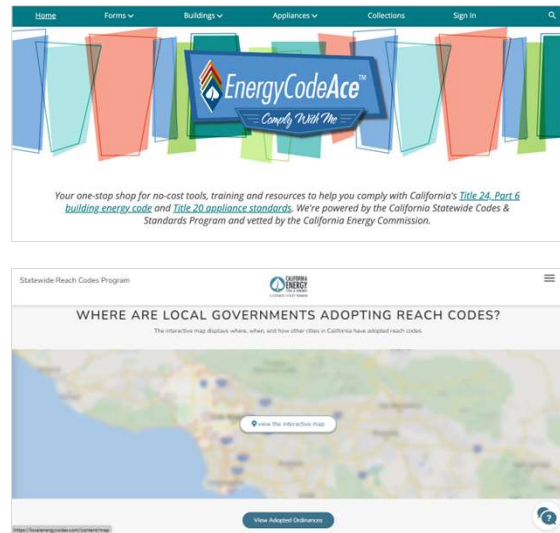 Home Forms Buildings Appliances Collections Sign In
EnergyCodeAce™
Comply With Me
Your one-stop shop for no-cost tools, training and resources to help you comply with California's Title 24, Part 6
building energy code and Title 20 appliance standards. We're powered by the California Statewide Codes &
Standards Program and vetted by the California Energy Commission.
Statewide Reach Codes Program
CALIFORNIA
ENERGY
WHERE ARE LOCAL GOVERNMENTS ADOPTING REACH CODES?
The interactive map displays where, when, and how other cities in California have adopted reach codes.
view the interactive map
View Adopted Ordinances
https://localenergycodes.com/content/map